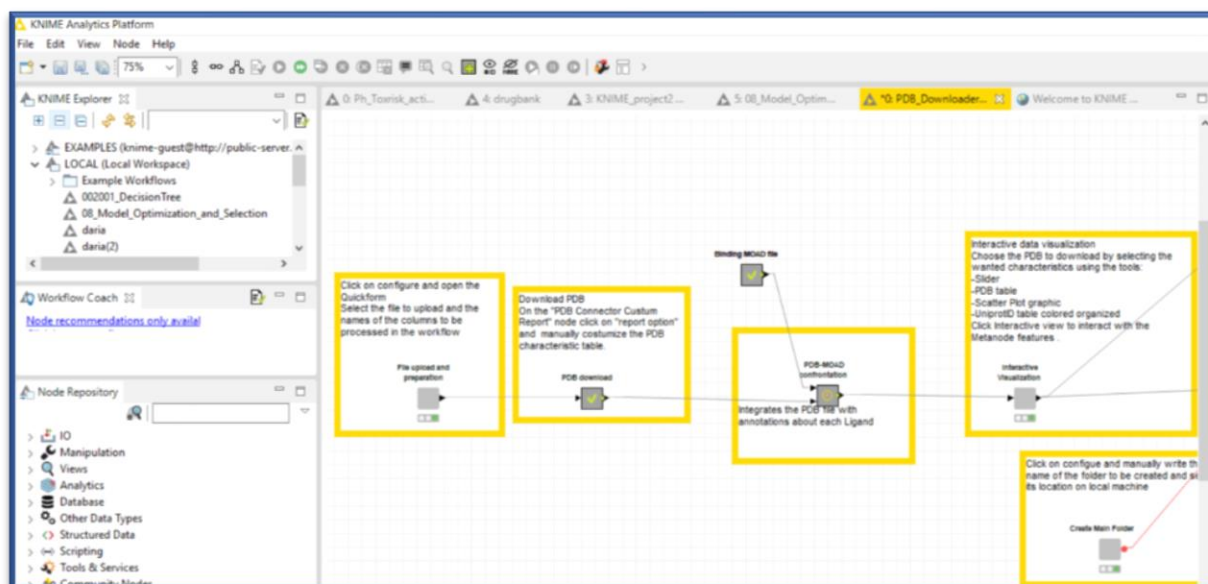 KNIME Analytics Platform
File Edit View Node Help
75%
KNIME Explorer
EXAMPLES (knime-guest@http://public-server.
LOCAL (Local Workspace)
Example Workflows
002001_DecisionTree
08_Model_Optimization_and_Selection
daria
daria(2)
Workflow Coach
Node recommendations only availal
Node Repository
IO
Manipulation
Views
Analytics
Database
Other Data Types
Structured Data
Scripting
Tools & Services
Community Nodes
0: Ph_Toxrisk_acti...
4: drugbank
3: KNIME_project2 ...
5: 08_Model_Optim...
*0: PDB_Downloader...
Welcome to KNIME ...
Click on configure and open the
Quickform
Select the file to upload and the
names of the columns to be
processed in the workflow
File upload and
preparation
Download PDB
On the "PDB Connector Custum
Report" node click on "report option"
and manually costumize the PDB
characteristic table.
PDB download
Binding MOAD file
PDB-MOAD
confrontation
Integrates the PDB file with
annotations about each Ligand
Interactive data visualization
Choose the PDB to download by selecting the
wanted characteristics using the tools:
-Slider
-PDB table
-Scatter Plot graphic
-UniprotID table colored organized
Click Interactive view to interact with the
Metanode features .
Interactive
Visualization
Click on configue and manually write th
name of the folder to be created and s
its location on local machine
Create Main Folder